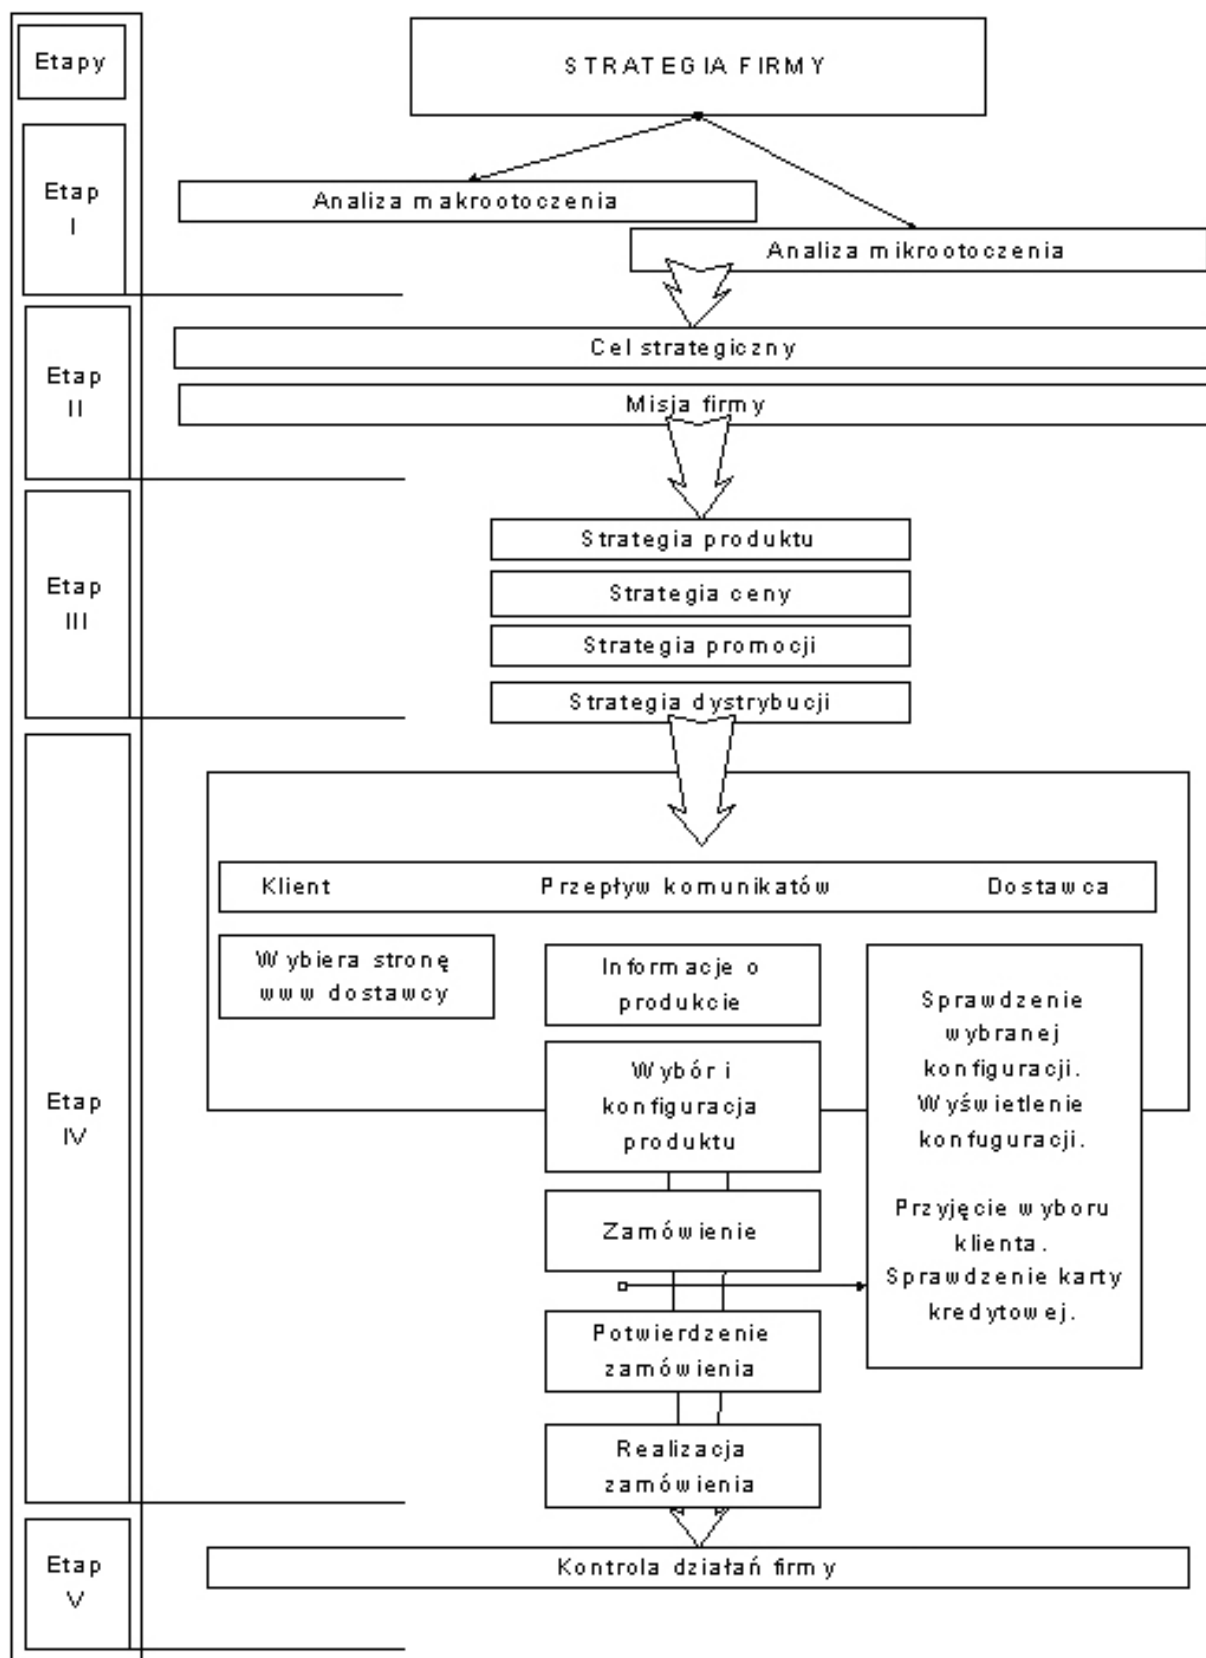 Etapy
STRATEGIA FIRMY
Etap
I
Analiza makrootoczenia
Analiza mikrootoczenia
Etap
II
Cel strategiczny
Misja firmy
Etap
III
Strategia produktu
Strategia ceny
Strategia promocji
Strategia dystrybucji
Etap
IV
Klient Przepływ komunikatów Dostawca
Wybiera stronę
www dostawcy
Informacje o
produkcie
Wybór i
konfiguracja
produktu
Zamówienie
Potwierdzenie
zamówienia
Realizacja
zamówienia
Sprawdzenie
wybranej
konfiguracji.
Wyświetlenie
konfuguracji.
Przyjęcie wyboru
klienta.
Sprawdzenie karty
kredytowej.
Etap
V
Kontrola działań firmy